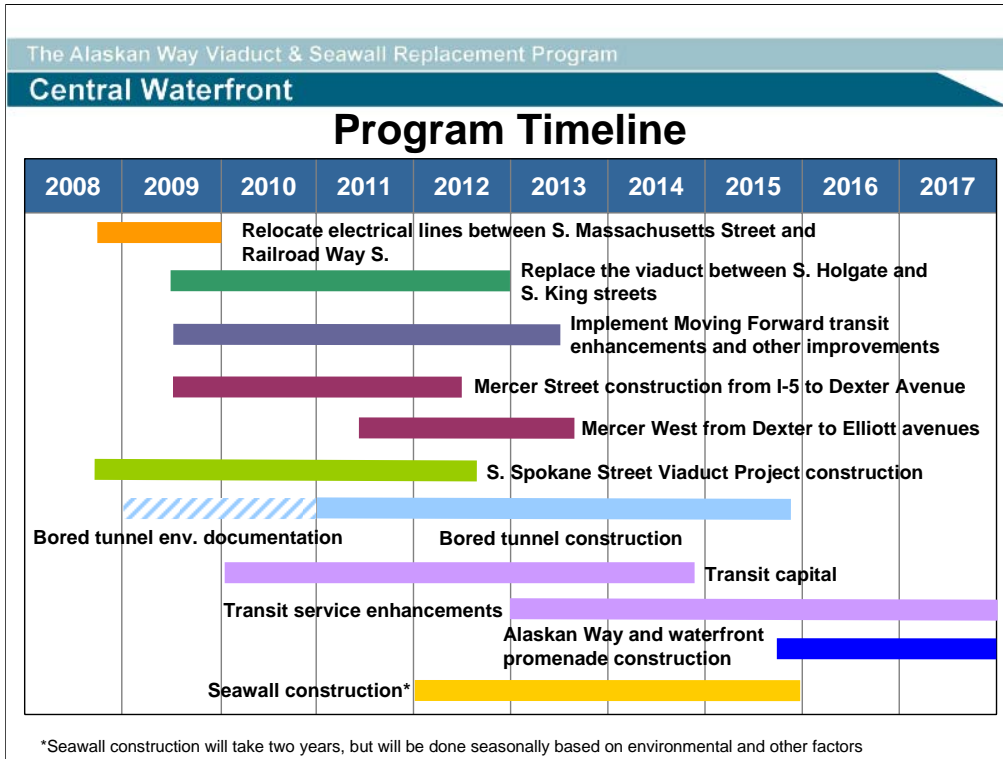 The Alaskan Way Viaduct & Seawall Replacement Program
Central Waterfront
Program Timeline
2008 2009 2010 2011 2012 2013 2014 2015 2016 2017
Relocate electrical lines between S. Massachusetts Street and
Railroad Way S.
Replace the viaduct between S. Holgate and
S. King streets
Implement Moving Forward transit
enhancements and other improvements
Mercer Street construction from I-5 to Dexter Avenue
Mercer West from Dexter to Elliott avenues
S. Spokane Street Viaduct Project construction
Bored tunnel env. documentation
Bored tunnel construction
Transit capital
Transit service enhancements
Alaskan Way and waterfront
promenade construction
Seawall construction*
*Seawall construction will take two years, but will be done seasonally based on environmental and other factors